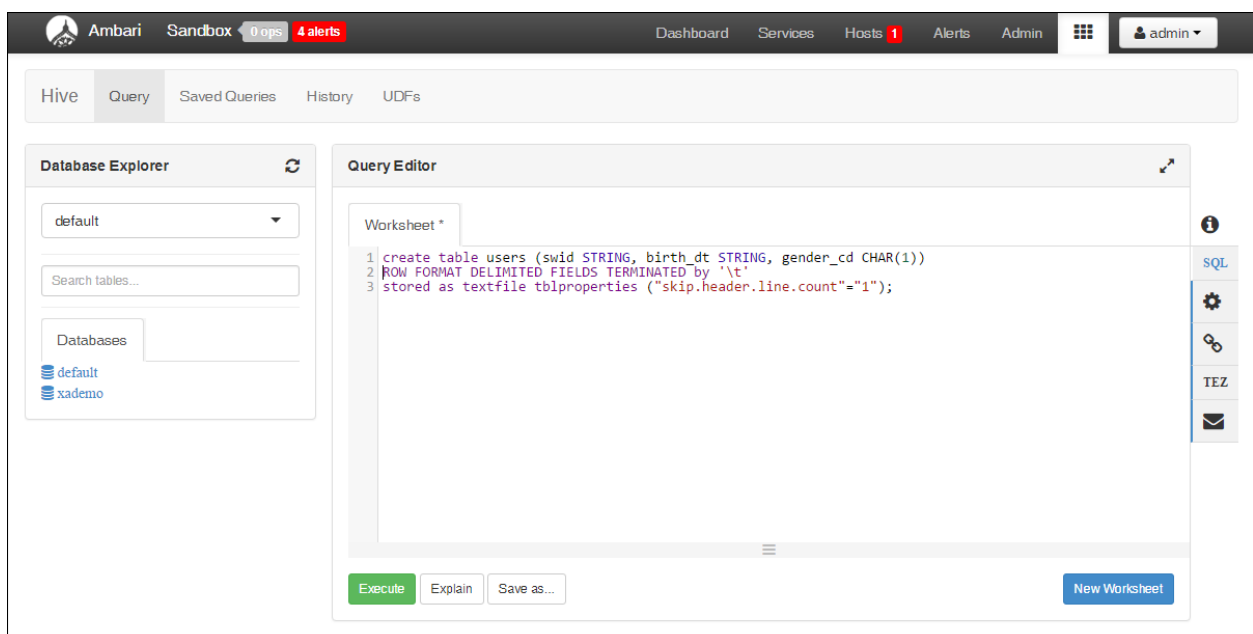 Ambari Sandbox 0 ops 4 alerts Dashboard Services Hosts 1 Alerts Admin admin
Hive Query Saved Queries History UDFs
Database Explorer
default
Search tables...
Databases
default
xademo
Query Editor
Worksheet *
1 create table users (swid STRING, birth_dt STRING, gender_cd CHAR(1))
2 ROW FORMAT DELIMITED FIELDS TERMINATED by '\t'
3 stored as textfile tblproperties ("skip.header.line.count"="1");
Execute Explain Save as... New Worksheet
SQL
TEZ